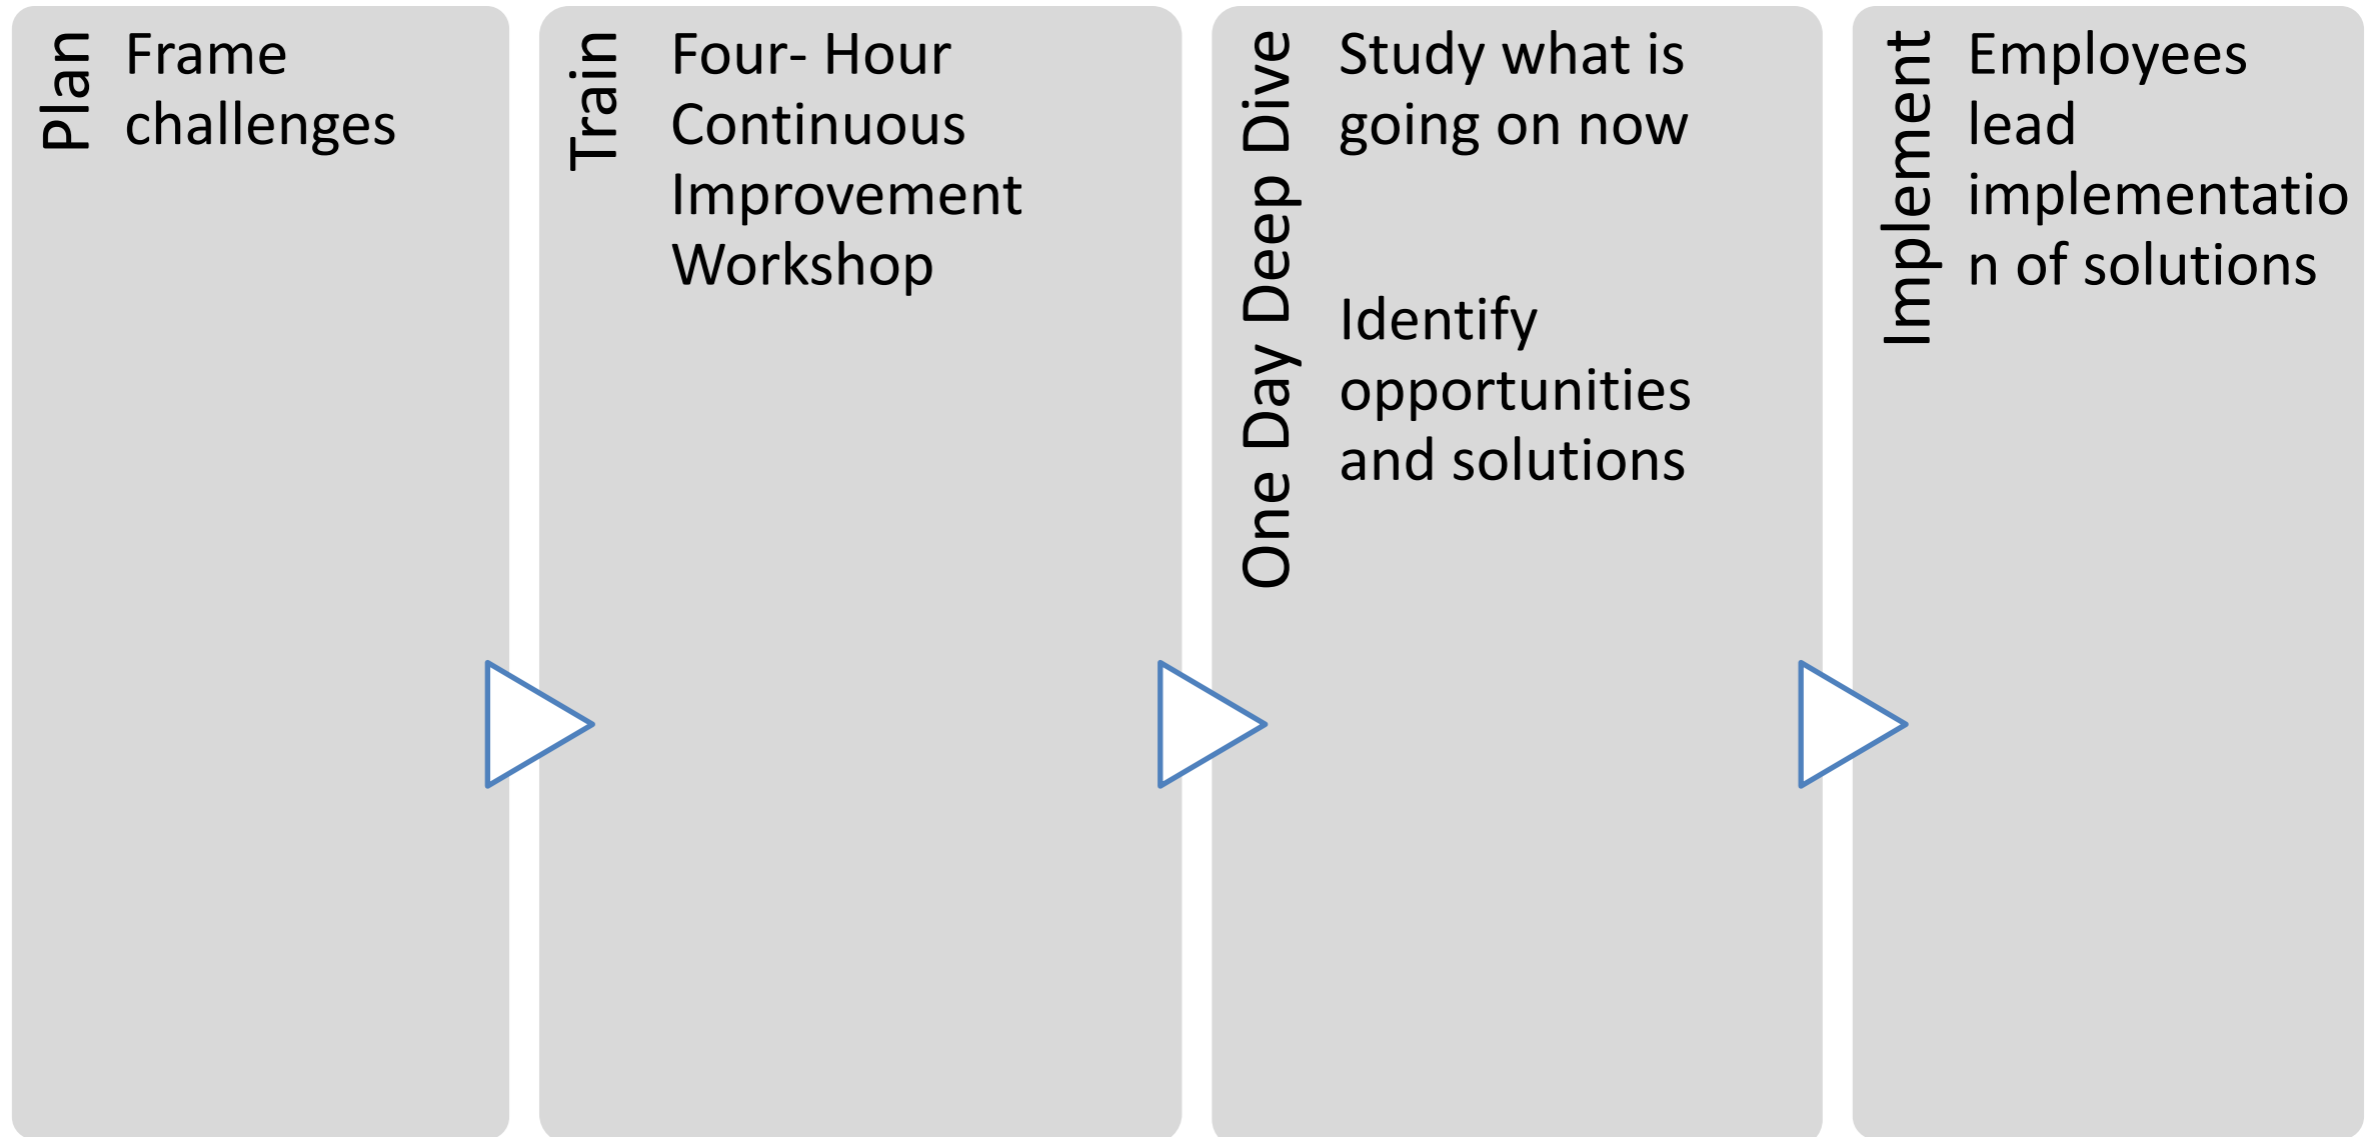 Plan
Frame
challenges
Train
Four- Hour
Continuous
Improvement
Workshop
One Day Deep Dive
Study what is
going on now
Identify
opportunities
and solutions
Implement
Employees
lead
implementatio
n of solutions